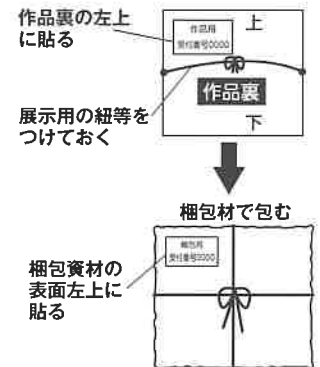 作品裏の左上
に貼る
作品用
受付番号0000
上
作品裏
展示用の紐等を
つけておく
下
梱包材で包む
梱包用
受付番号0000
梱包資材の
表面左上に
貼る